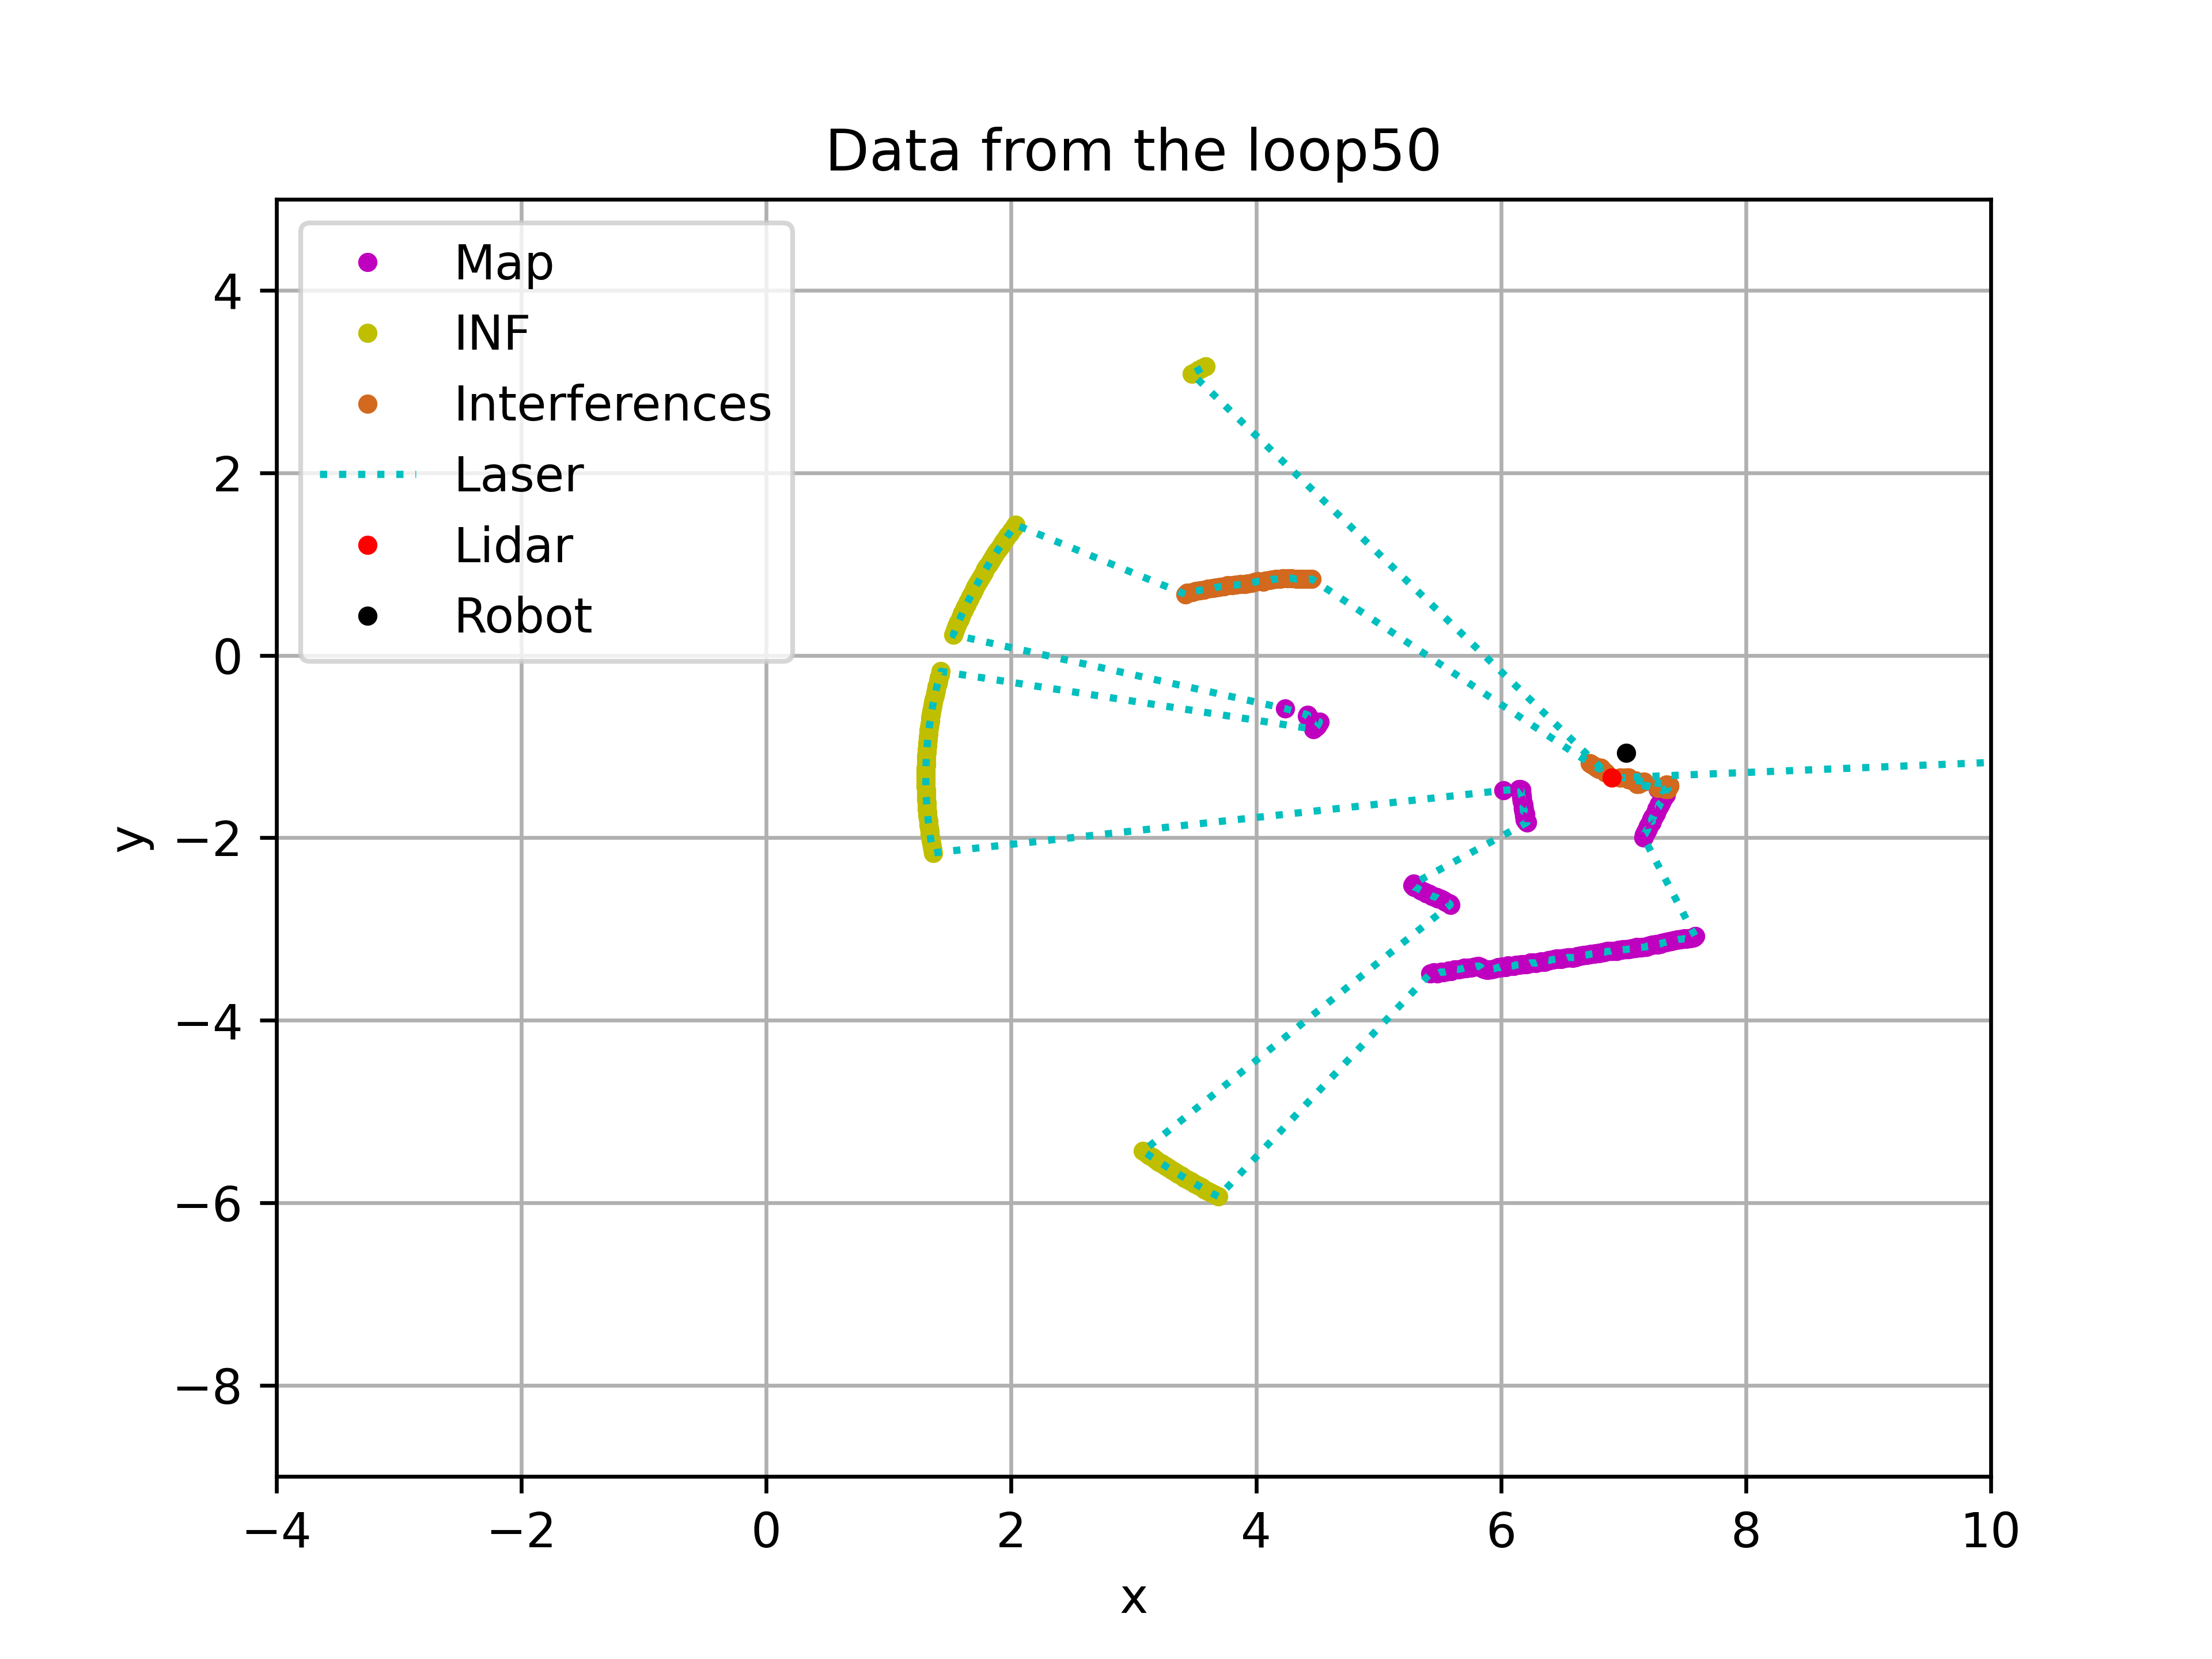 Data from the loop50
Map
INF
Interferences
Laser
Lidar
Robot
4
2
0
−2
−4
−6
−8
y
−4 −2 0 2 4 6 8 10
x